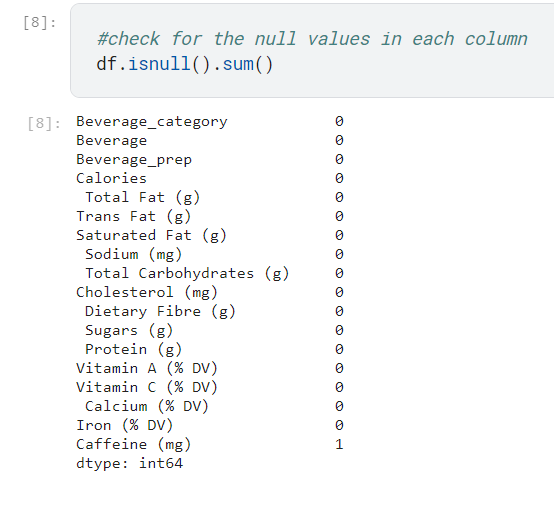 [8]:
#check for the null values in each column
df.isnull().sum()
[8]:
Beverage_category 0
Beverage 0
Beverage_prep 0
Calories 0
Total Fat (g) 0
Trans Fat (g) 0
Saturated Fat (g) 0
Sodium (mg) 0
Total Carbohydrates (g) 0
Cholesterol (mg) 0
Dietary Fibre (g) 0
Sugars (g) 0
Protein (g) 0
Vitamin A (% DV) 0
Vitamin C (% DV) 0
Calcium (% DV) 0
Iron (% DV) 0
Caffeine (mg) 1
dtype: int64